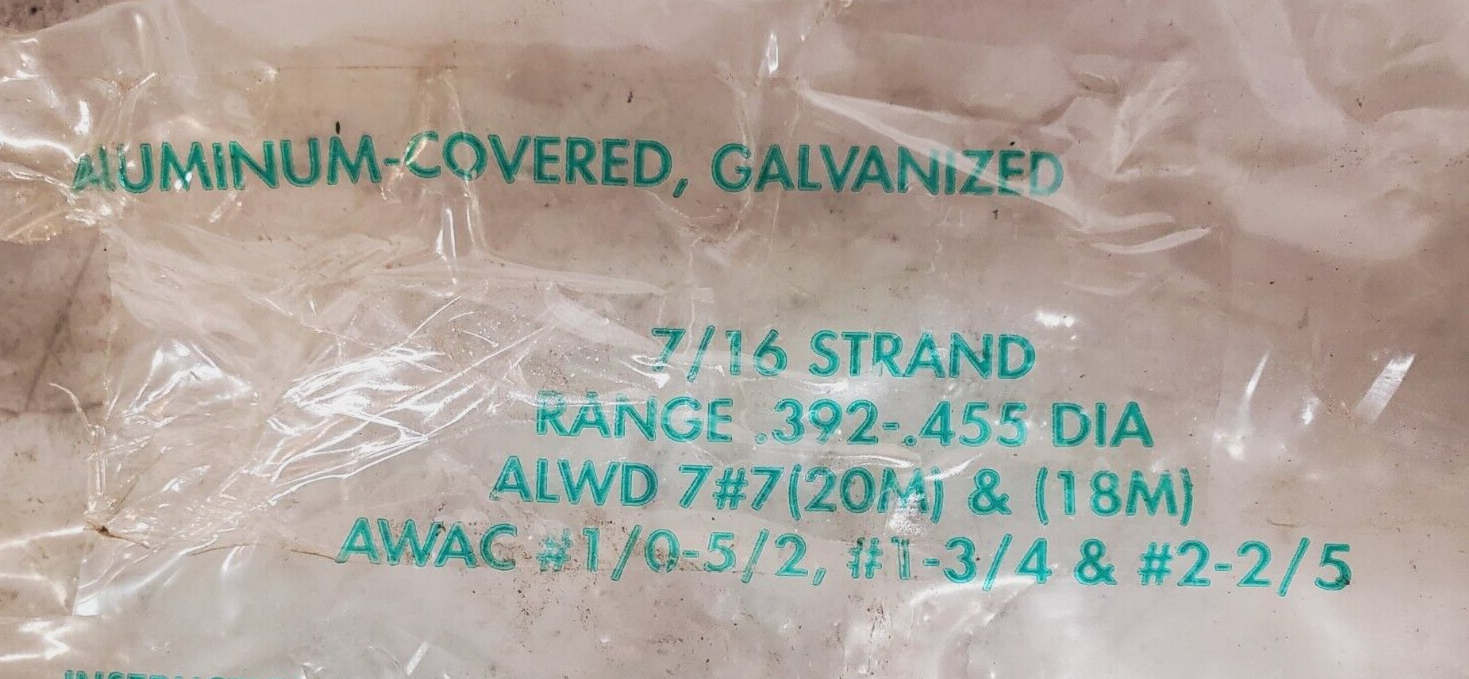 ALUMINUM-COVERED, GALVANIZED
7/16 STRAND
RANGE .392-.455 DIA
ALWD 7#7(20M) & (18M)
AWAC #1/0-5/2, #1-3/4 & #2-2/5